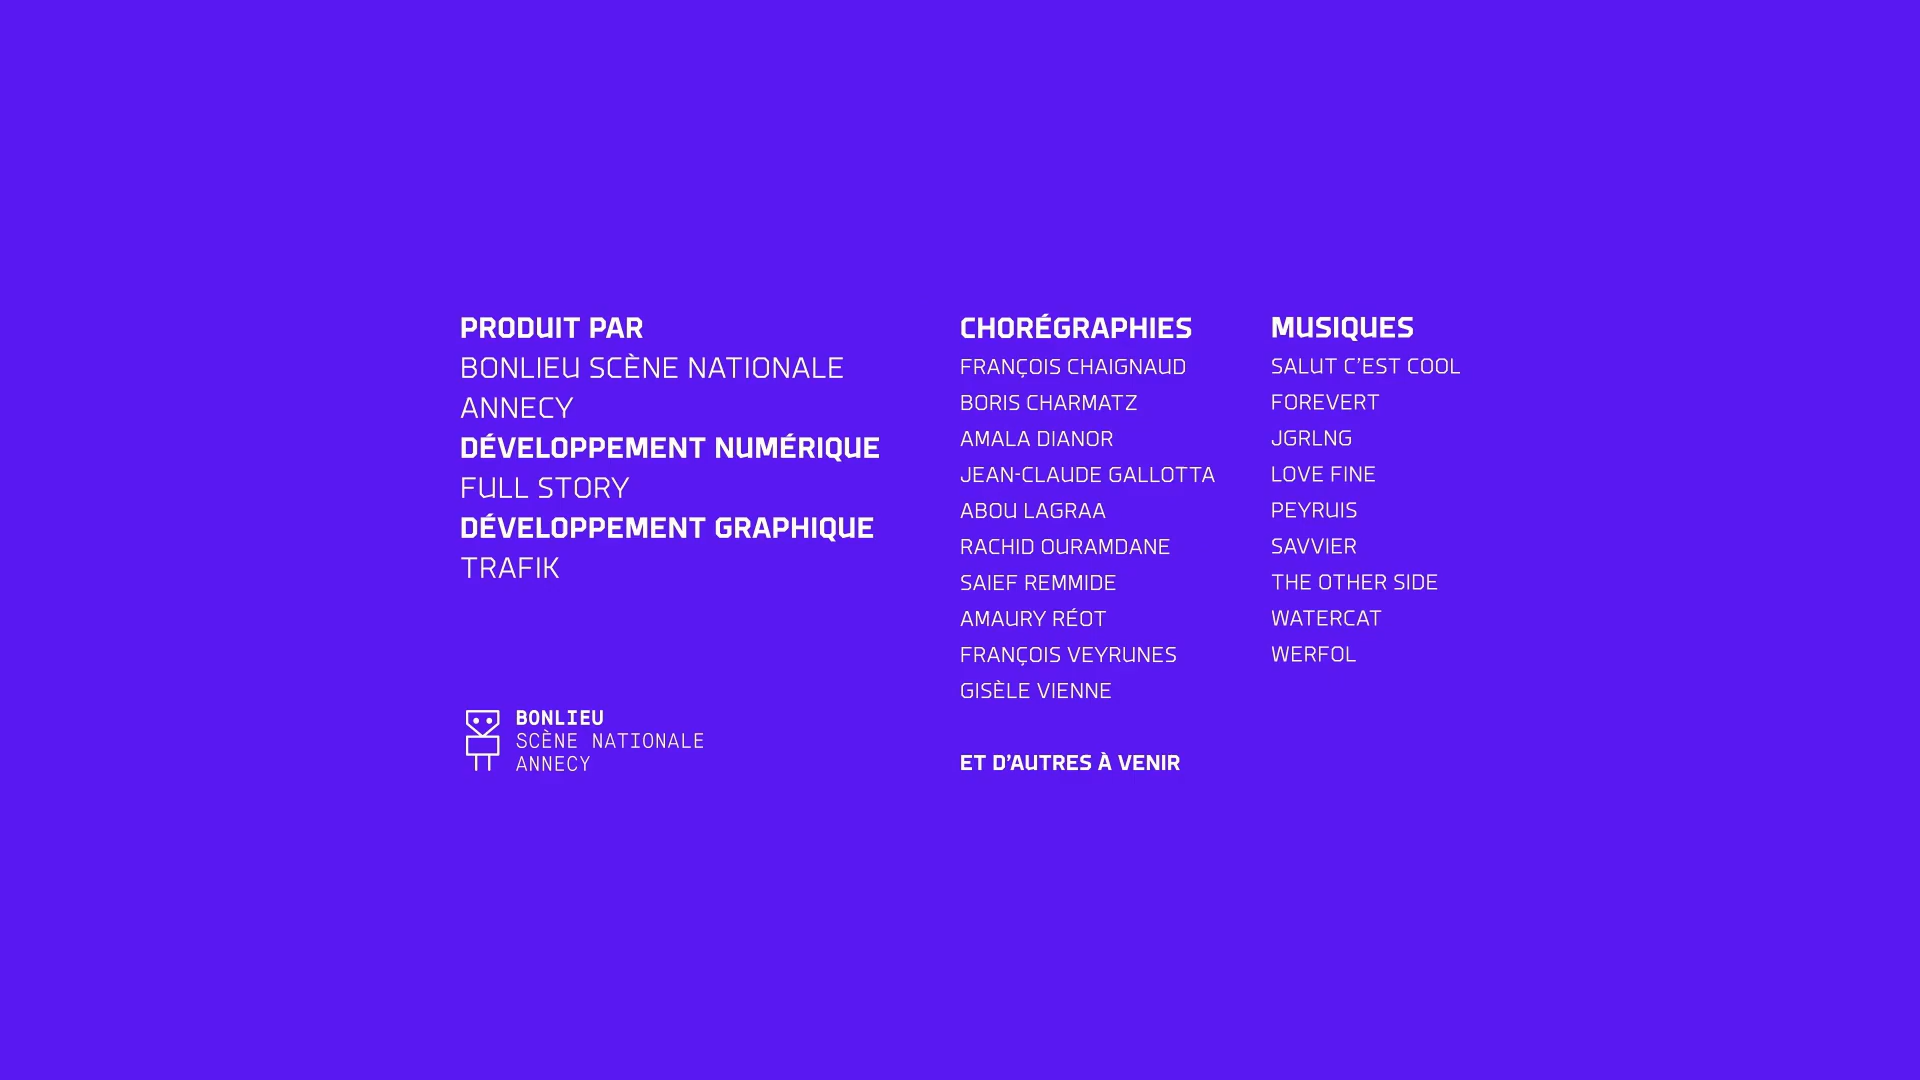 PRODUIT PAR
BONLIEU SCÈNE NATIONALE
ANNECY
DÉVELOPPEMENT NUMÉRIQUE
FULL STORY
DÉVELOPPEMENT GRAPHIQUE
TRAFIK
BONLIEU
SCÈNE NATIONALE
ANNECY
CHORÉGRAPHIES
FRANÇOIS CHAIGNAUD
BORIS CHARMATZ
AMALA DIANOR
JEAN-CLAUDE GALLOTTA
ABOU LAGRAA
RACHID OURAMDANE
SAIEF REMMIDE
AMAURY RÉOT
FRANÇOIS VEYRUNES
GISÈLE VIENNE
ET D’AUTRES À VENIR
MUSIQUES
SALUT C’EST COOL
FOREVERT
JGRLNG
LOVE FINE
PEYRUIS
SAVVIER
THE OTHER SIDE
WATERCAT
WERFOL